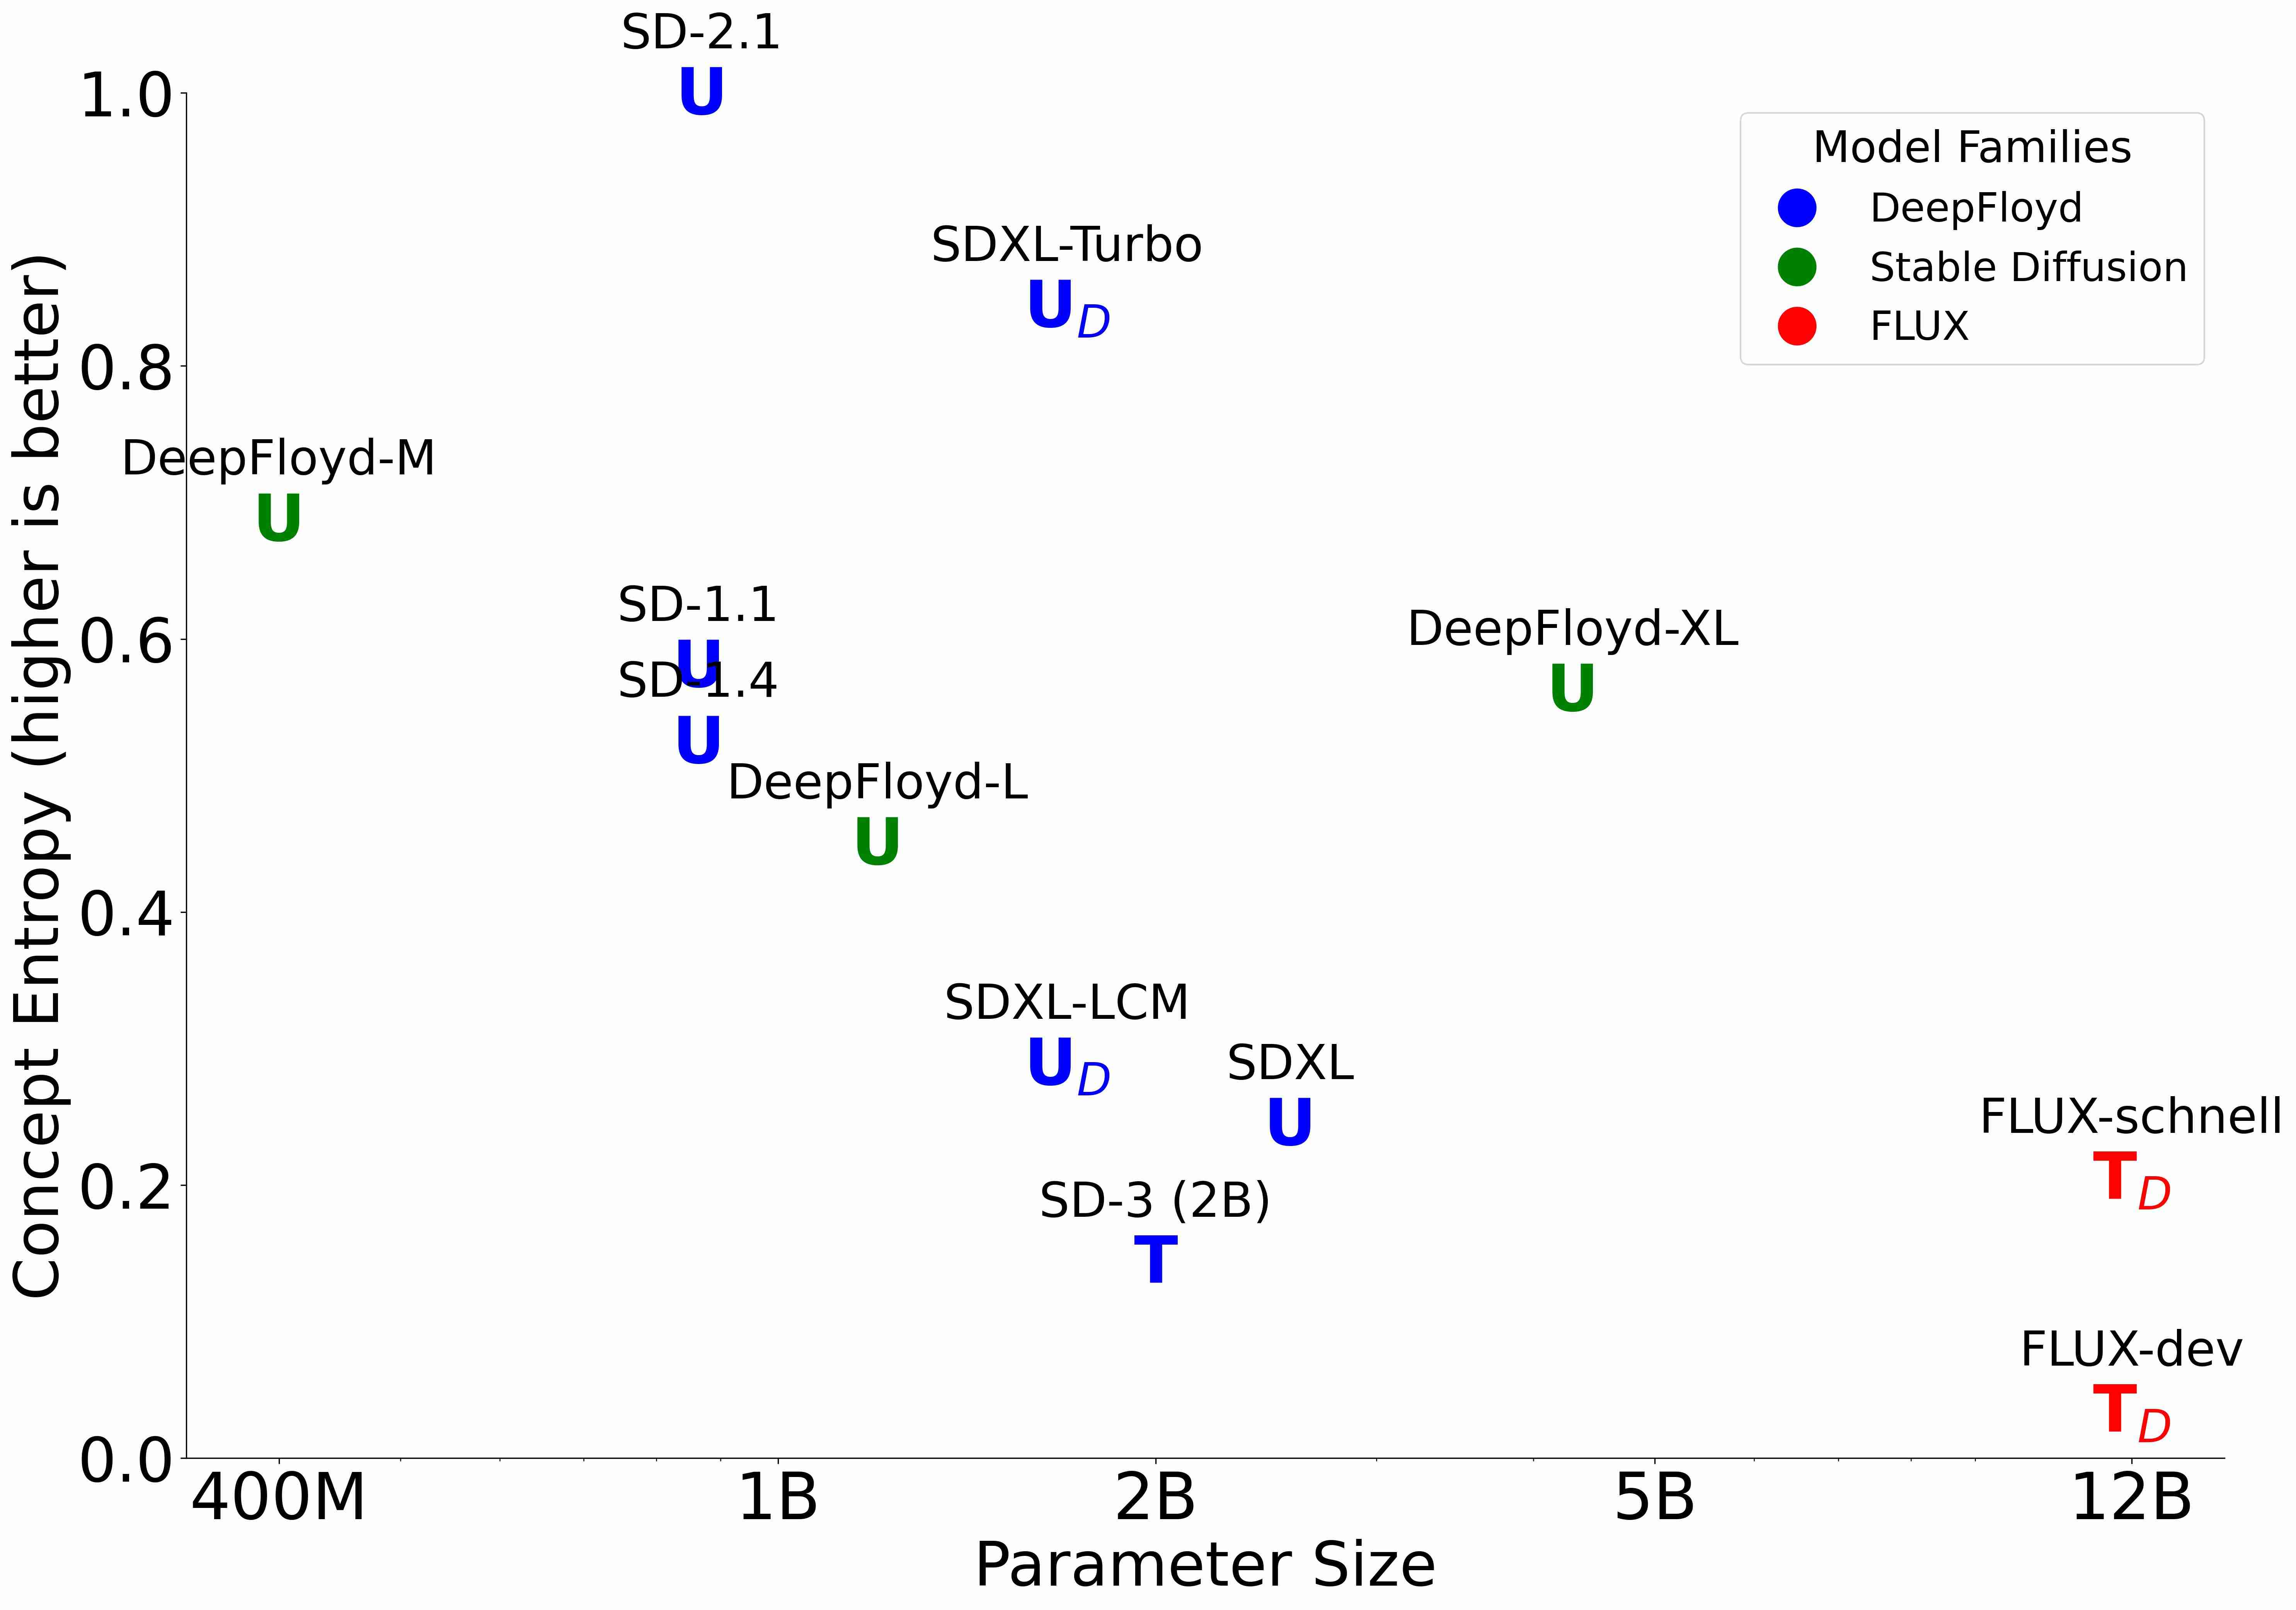 SD-2.1
U
1.0
Model Families
DeepFloyd
Stable Diffusion
FLUX
SDXL-Turbo
U_D
0.8
DeepFloyd-M
U
SD-1.1
U
0.6
DeepFloyd-XL
U
SD-1.4
U
DeepFloyd-L
U
0.4
SDXL-LCM
U_D
SDXL
U
FLUX-schnell
T_D
0.2
SD-3 (2B)
T
FLUX-dev
T_D
0.0
Concept Entropy (higher is better)
400M
1B
2B
5B
12B
Parameter Size